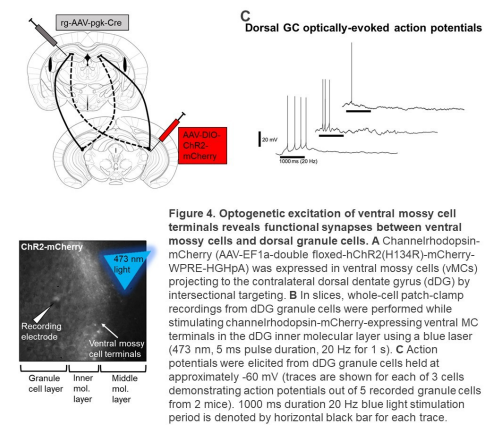 rg-AAV-pgk-Cre
AAV-DIO-
ChR2-
mCherry
C
Dorsal GC optically-evoked action potentials
20 mV
1000 ms (20 Hz)
ChR2-mCherry
473 nm
light
Recording
electrode
Ventral mossy
cell terminals
Granule
cell layer
Inner
mol.
layer
Middle
mol.
layer
Figure 4. Optogenetic excitation of ventral mossy cell
terminals reveals functional synapses between ventral
mossy cells and dorsal granule cells. A Channelrhodopsin-
mCherry (AAV-EF1a-double floxed-hChR2(H134R)-mCherry-
WPRE-HGHpA) was expressed in ventral mossy cells (vMCs)
projecting to the contralateral dorsal dentate gyrus (dDG) by
intersectional targeting. B In slices, whole-cell patch-clamp
recordings from dDG granule cells were performed while
stimulating channelrhodopsin-mCherry-expressing ventral MC
terminals in the dDG inner molecular layer using a blue laser
(473 nm, 5 ms pulse duration, 20 Hz for 1 s). C Action
potentials were elicited from dDG granule cells held at
approximately -60 mV (traces are shown for each of 3 cells
demonstrating action potentials out of 5 recorded granule cells
from 2 mice). 1000 ms duration 20 Hz blue light stimulation
period is denoted by horizontal black bar for each trace.